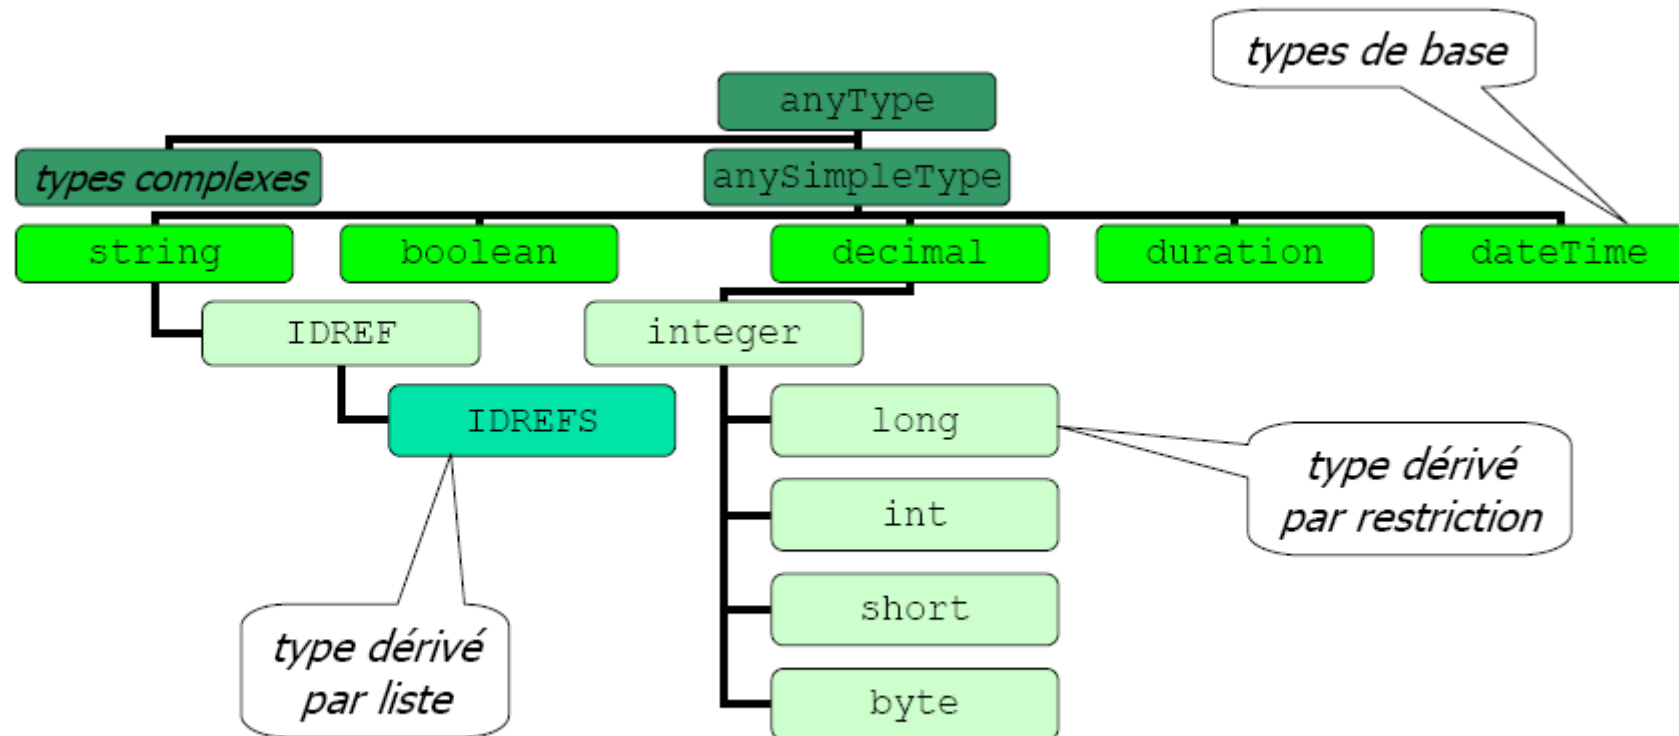 types de base
anyType
types complexes
anySimpleType
string
boolean
decimal
duration
dateTime
IDREF
integer
IDREFS
long
type dérivé
par restriction
int
short
type dérivé
par liste
byte